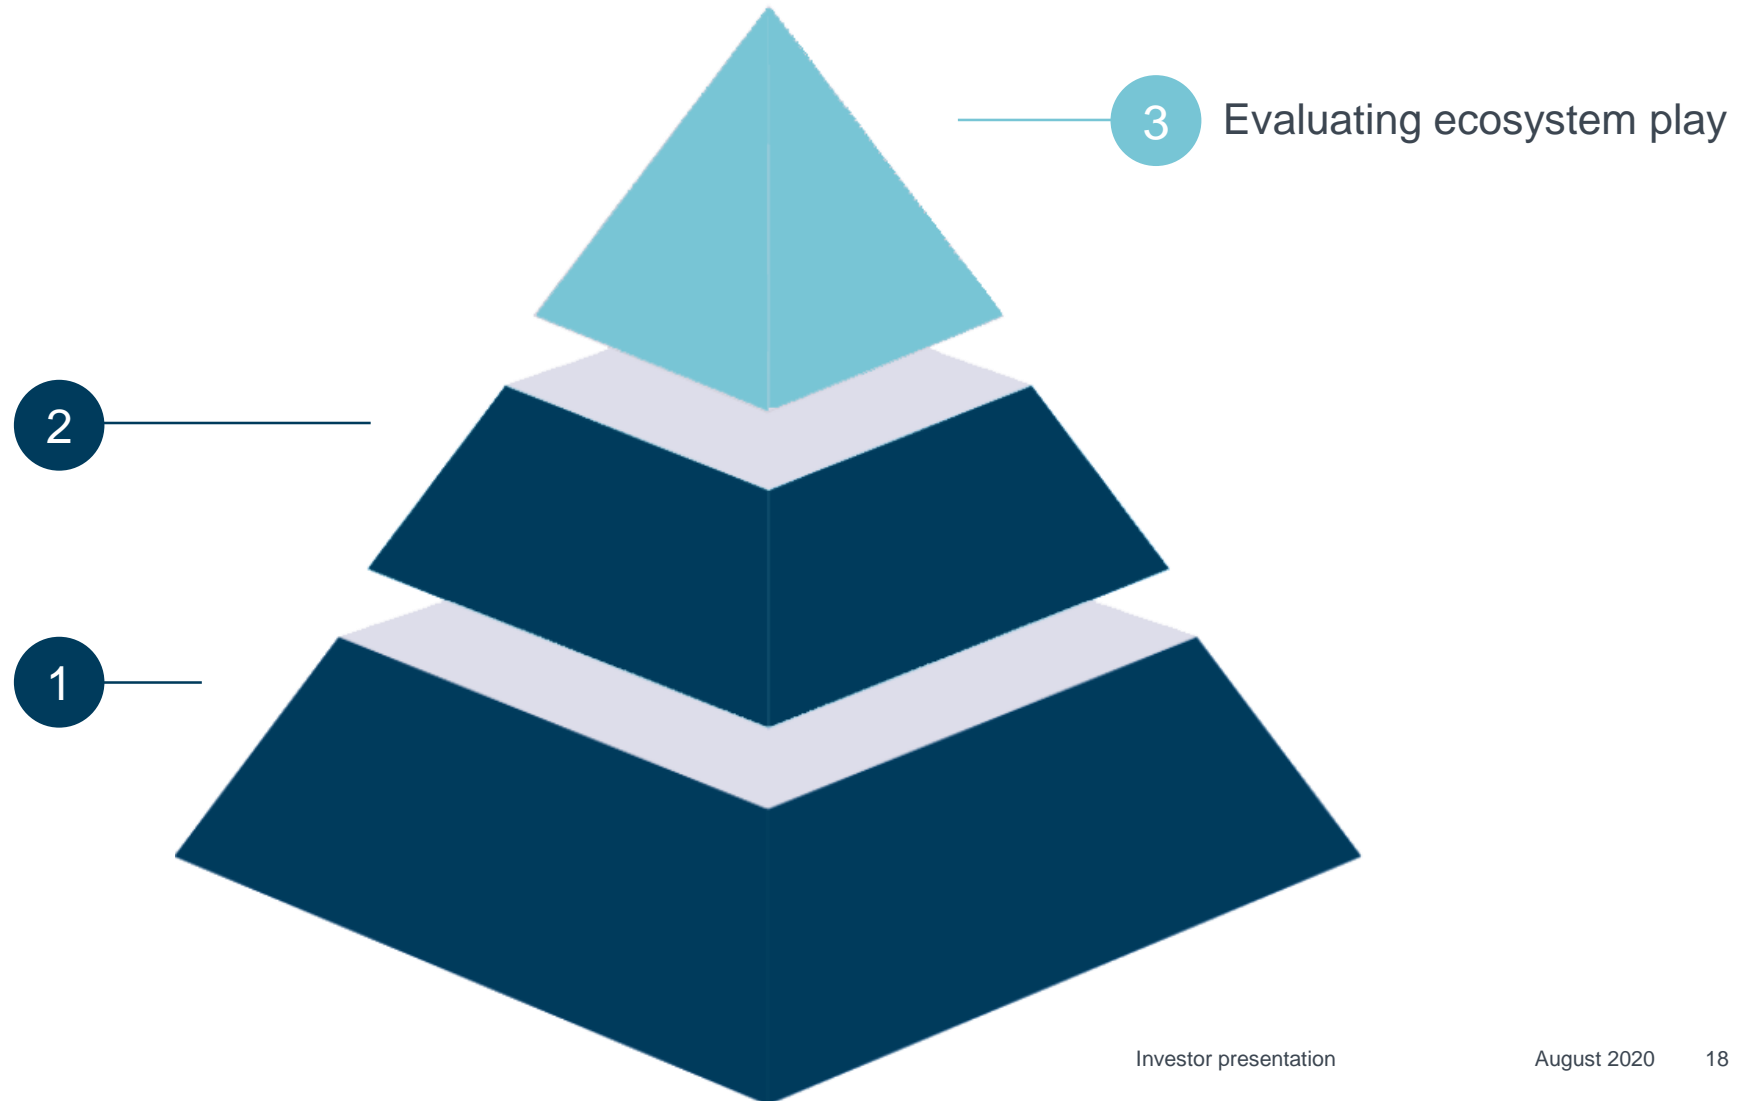 3 Evaluating ecosystem play
2
1
Investor presentation August 2020 18